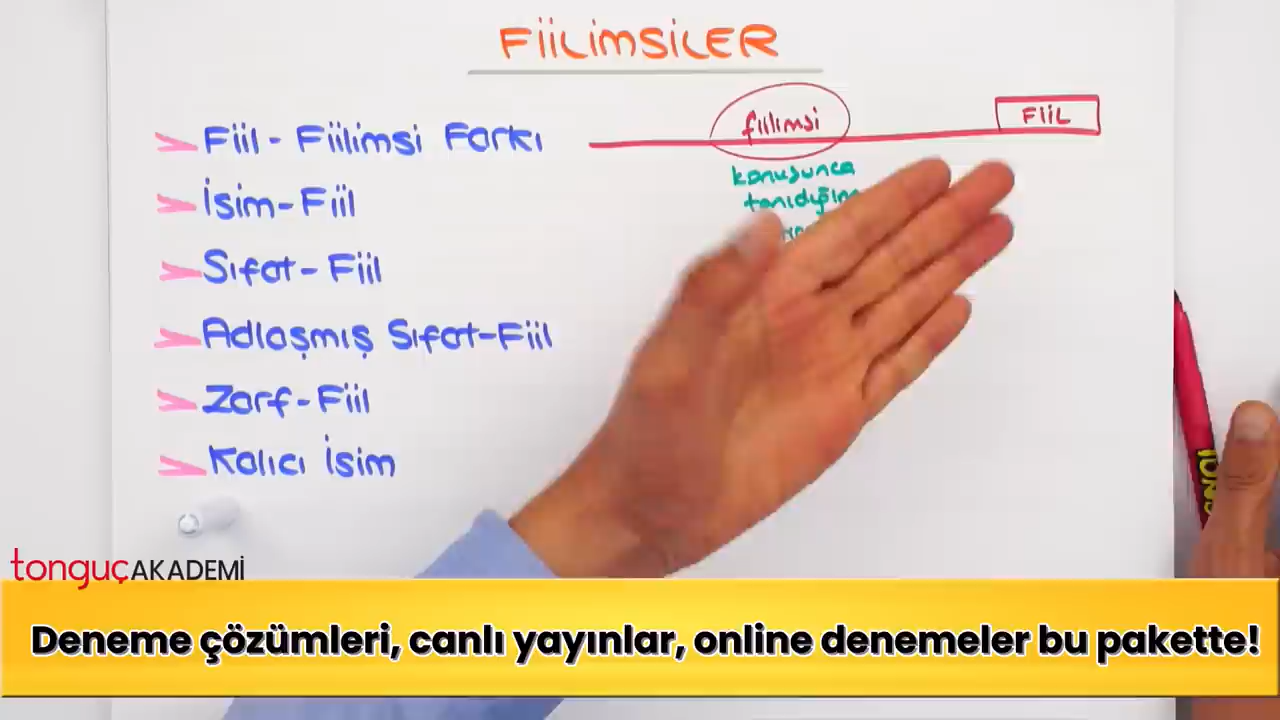 FİİLİMSİLER
Fiil - Fiilimsi Farkı
fiilimsi
FİİL
konuşunca
İsim-Fiil
Sıfat-Fiil
Adlaşmış Sıfat-Fiil
Zarf-Fiil
Kalıcı İsim
tonguçAKADEMİ
Deneme çözümleri, canlı yayınlar, online denemeler bu pakette!